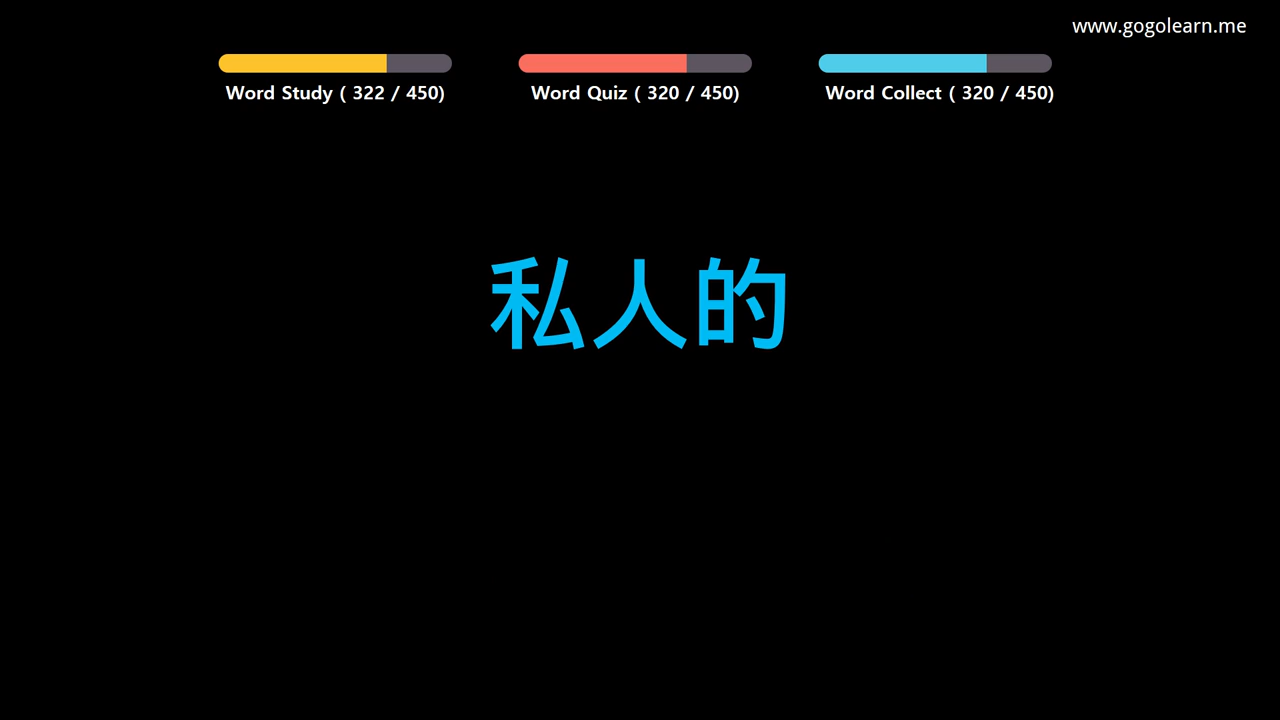 www.gogolearn.me
Word Study ( 322 / 450)
Word Quiz ( 320 / 450)
Word Collect ( 320 / 450)
私人的